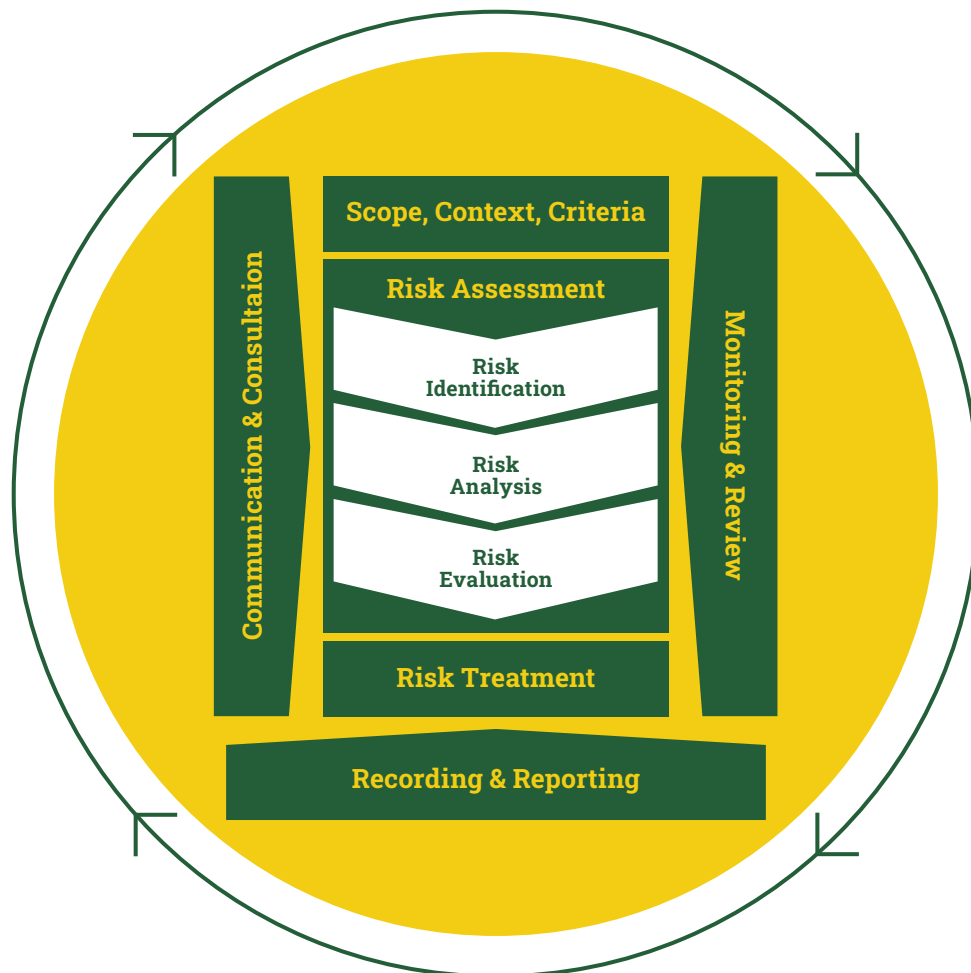 Scope, Context, Criteria
Risk Assessment
Risk
Identification
Risk
Analysis
Risk
Evaluation
Risk Treatment
Communication & Consultaion
Monitoring & Review
Recording & Reporting